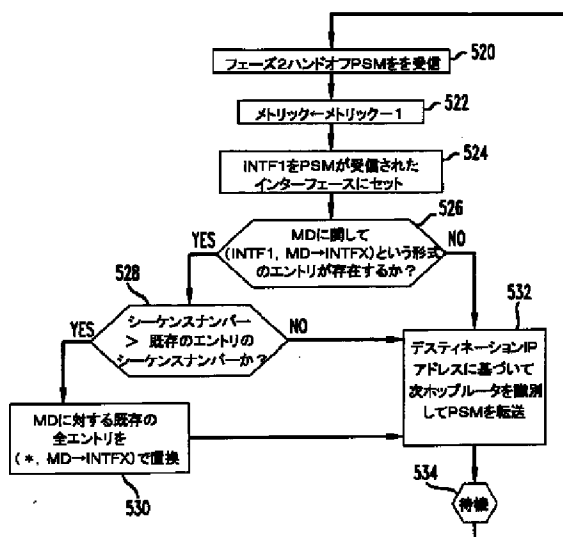 フェーズ2ハンドオフPSMをを受信
520
メトリック←メトリックー1
522
INTF1をPSMが受信された
インターフェースにセット
524
MDに関して
(INTF1, MD→INTFX)という形式
のエントリが存在するか?
526
YES
NO
シーケンスナンバー
> 既存のエントリの
シーケンスナンバーか?
528
YES
NO
MDに対する既存の
全エントリを
(*, MD→INTFX)で置換
530
デスティネーションIP
アドレスに基づいて
次ホップルータを識別
してPSMを転送
532
待機
534